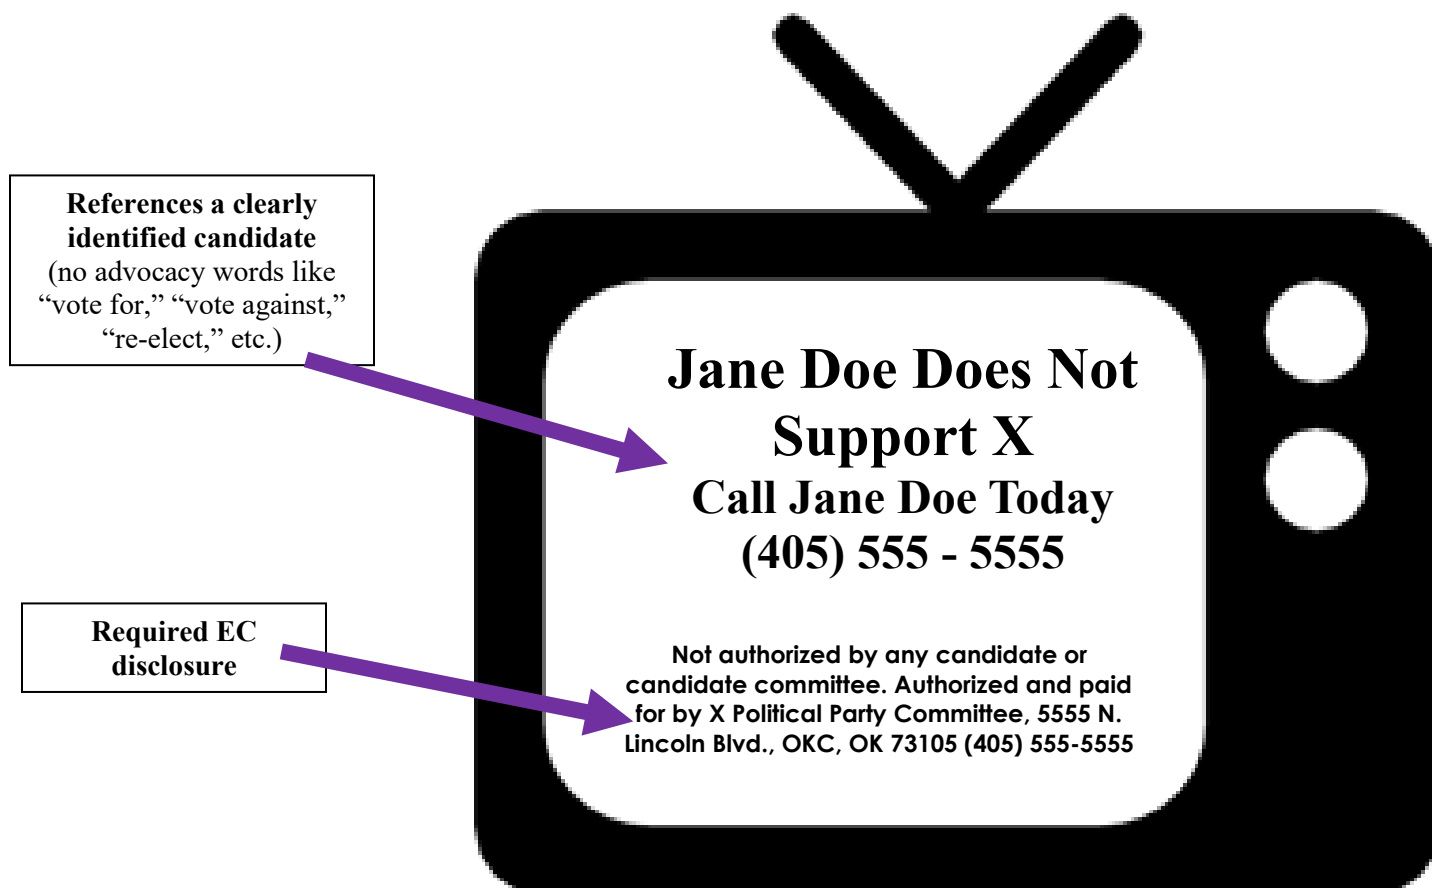 References a clearly
identified candidate
(no advocacy words like
“vote for,” “vote against,”
“re-elect,” etc.)
Jane Doe Does Not
Support X
Call Jane Doe Today
(405) 555 - 5555
Required EC
disclosure
Not authorized by any candidate or
candidate committee. Authorized and paid
for by X Political Party Committee, 5555 N.
Lincoln Blvd., OKC, OK 73105 (405) 555-5555